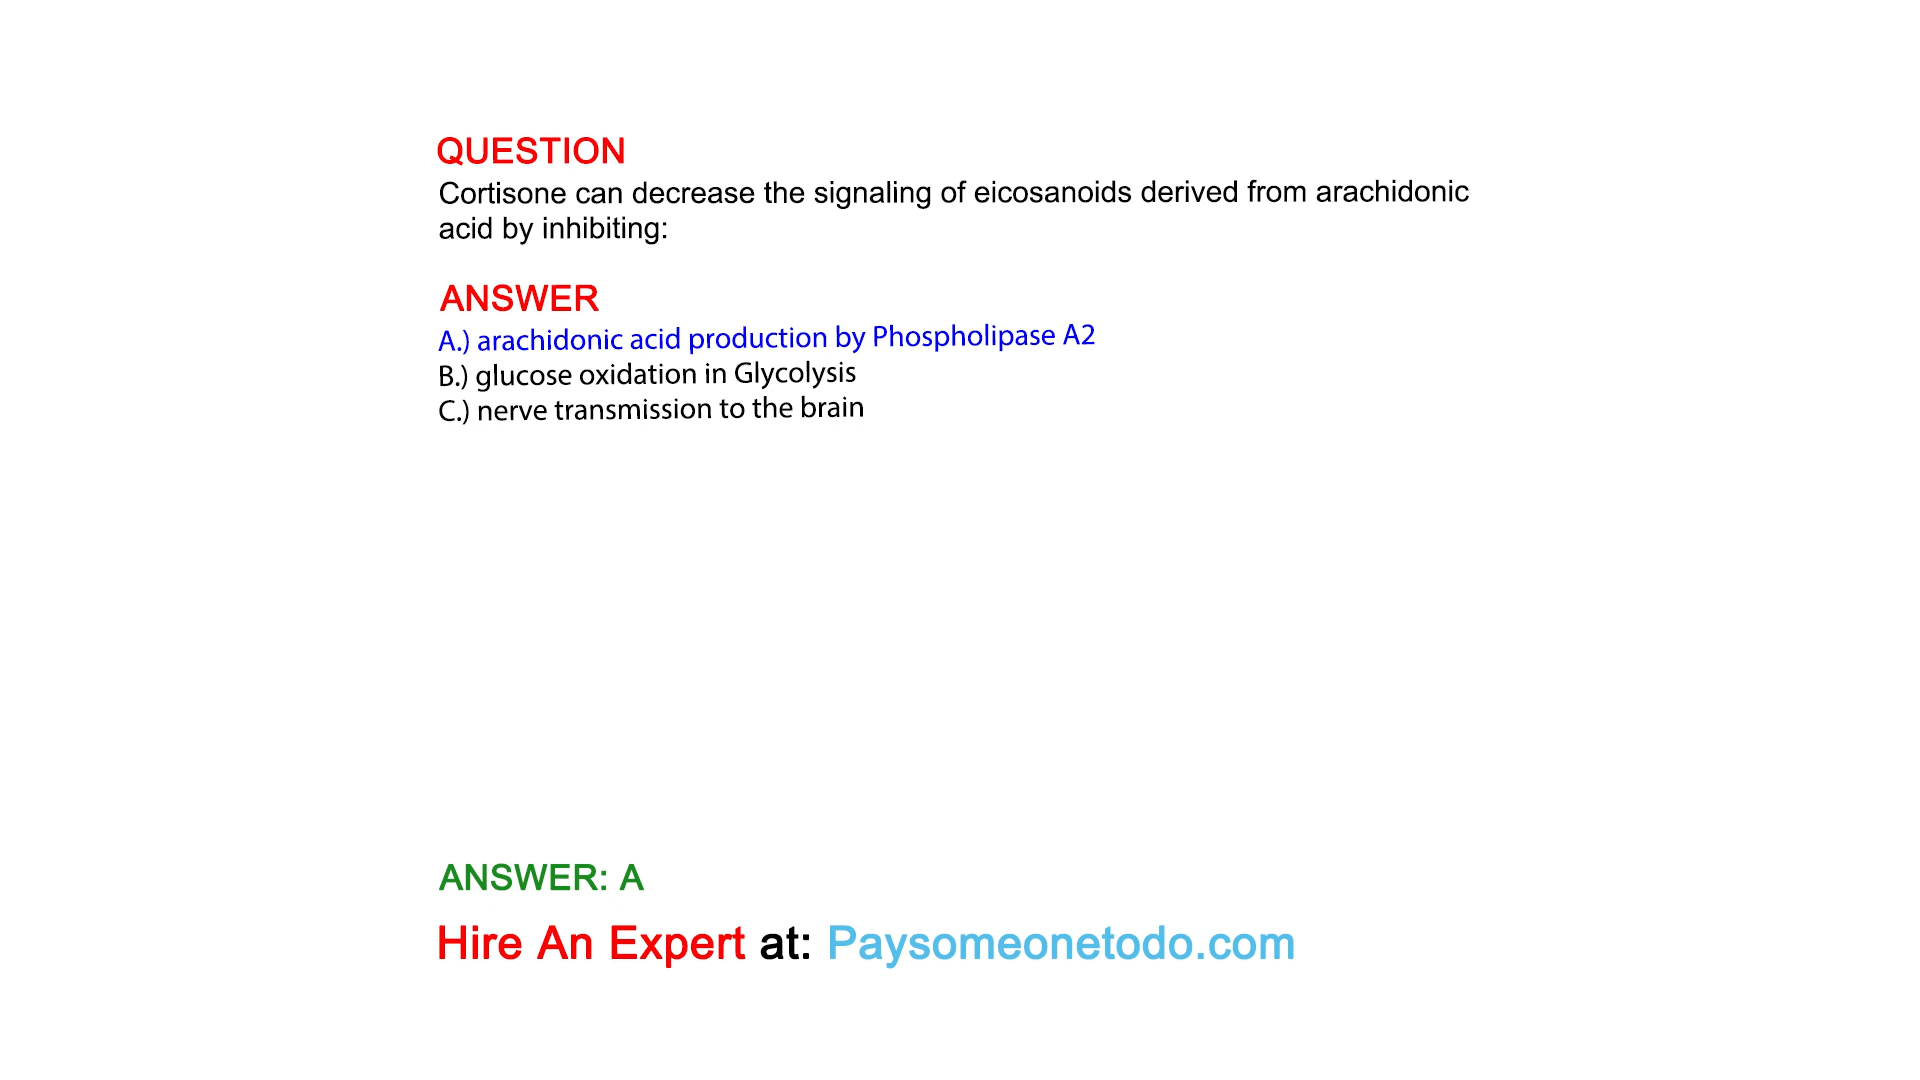 QUESTION
Cortisone can decrease the signaling of eicosanoids derived from arachidonic
acid by inhibiting:
ANSWER
A.) arachidonic acid production by Phospholipase A2
B.) glucose oxidation in Glycolysis
C.) nerve transmission to the brain
ANSWER: A
Hire An Expert at: Paysomeonetodo.com